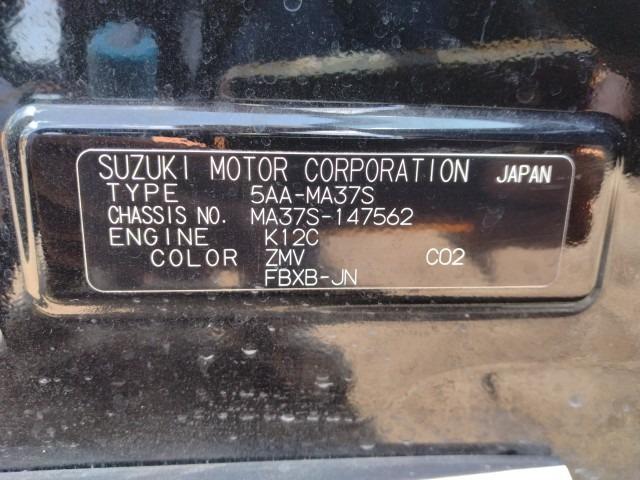 SUZUKI MOTOR CORPORATION JAPAN
TYPE 5AA-MA37S
CHASSIS NO. MA37S-147562
ENGINE K12C
COLOR ZMV C02
FBXB-JN